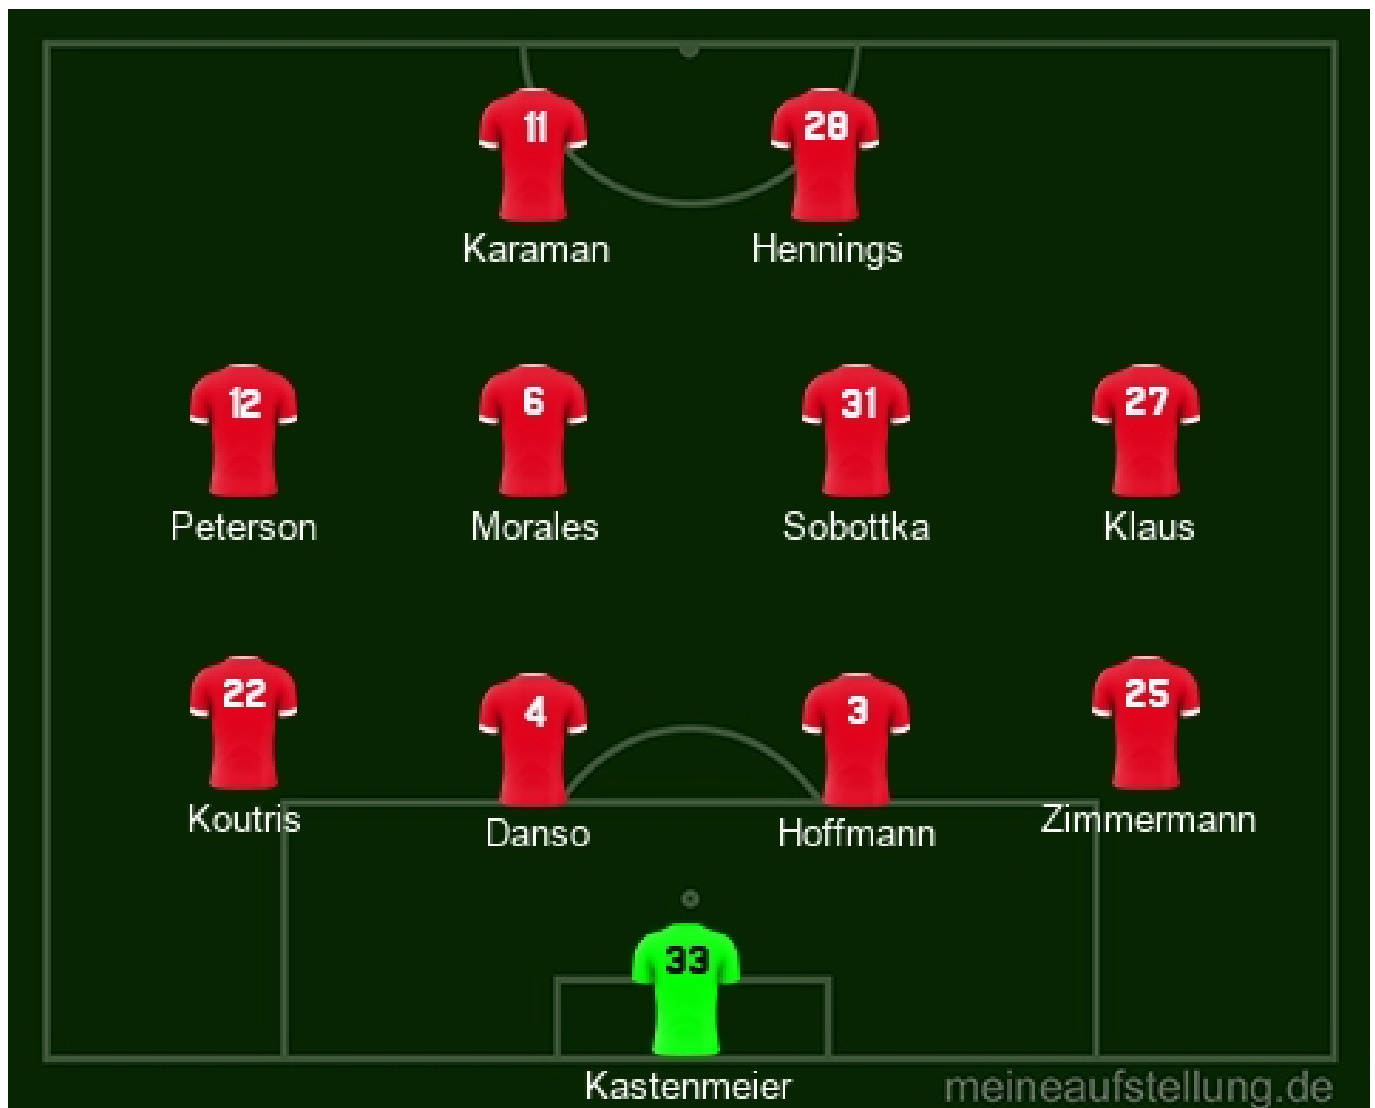 11 28
Karaman Hennings
12 6 31 27
Peterson Morales Sobottka Klaus
22 4 3 25
Koutris Danso Hoffmann Zimmermann
33
Kastenmeier
meineaufstellung.de